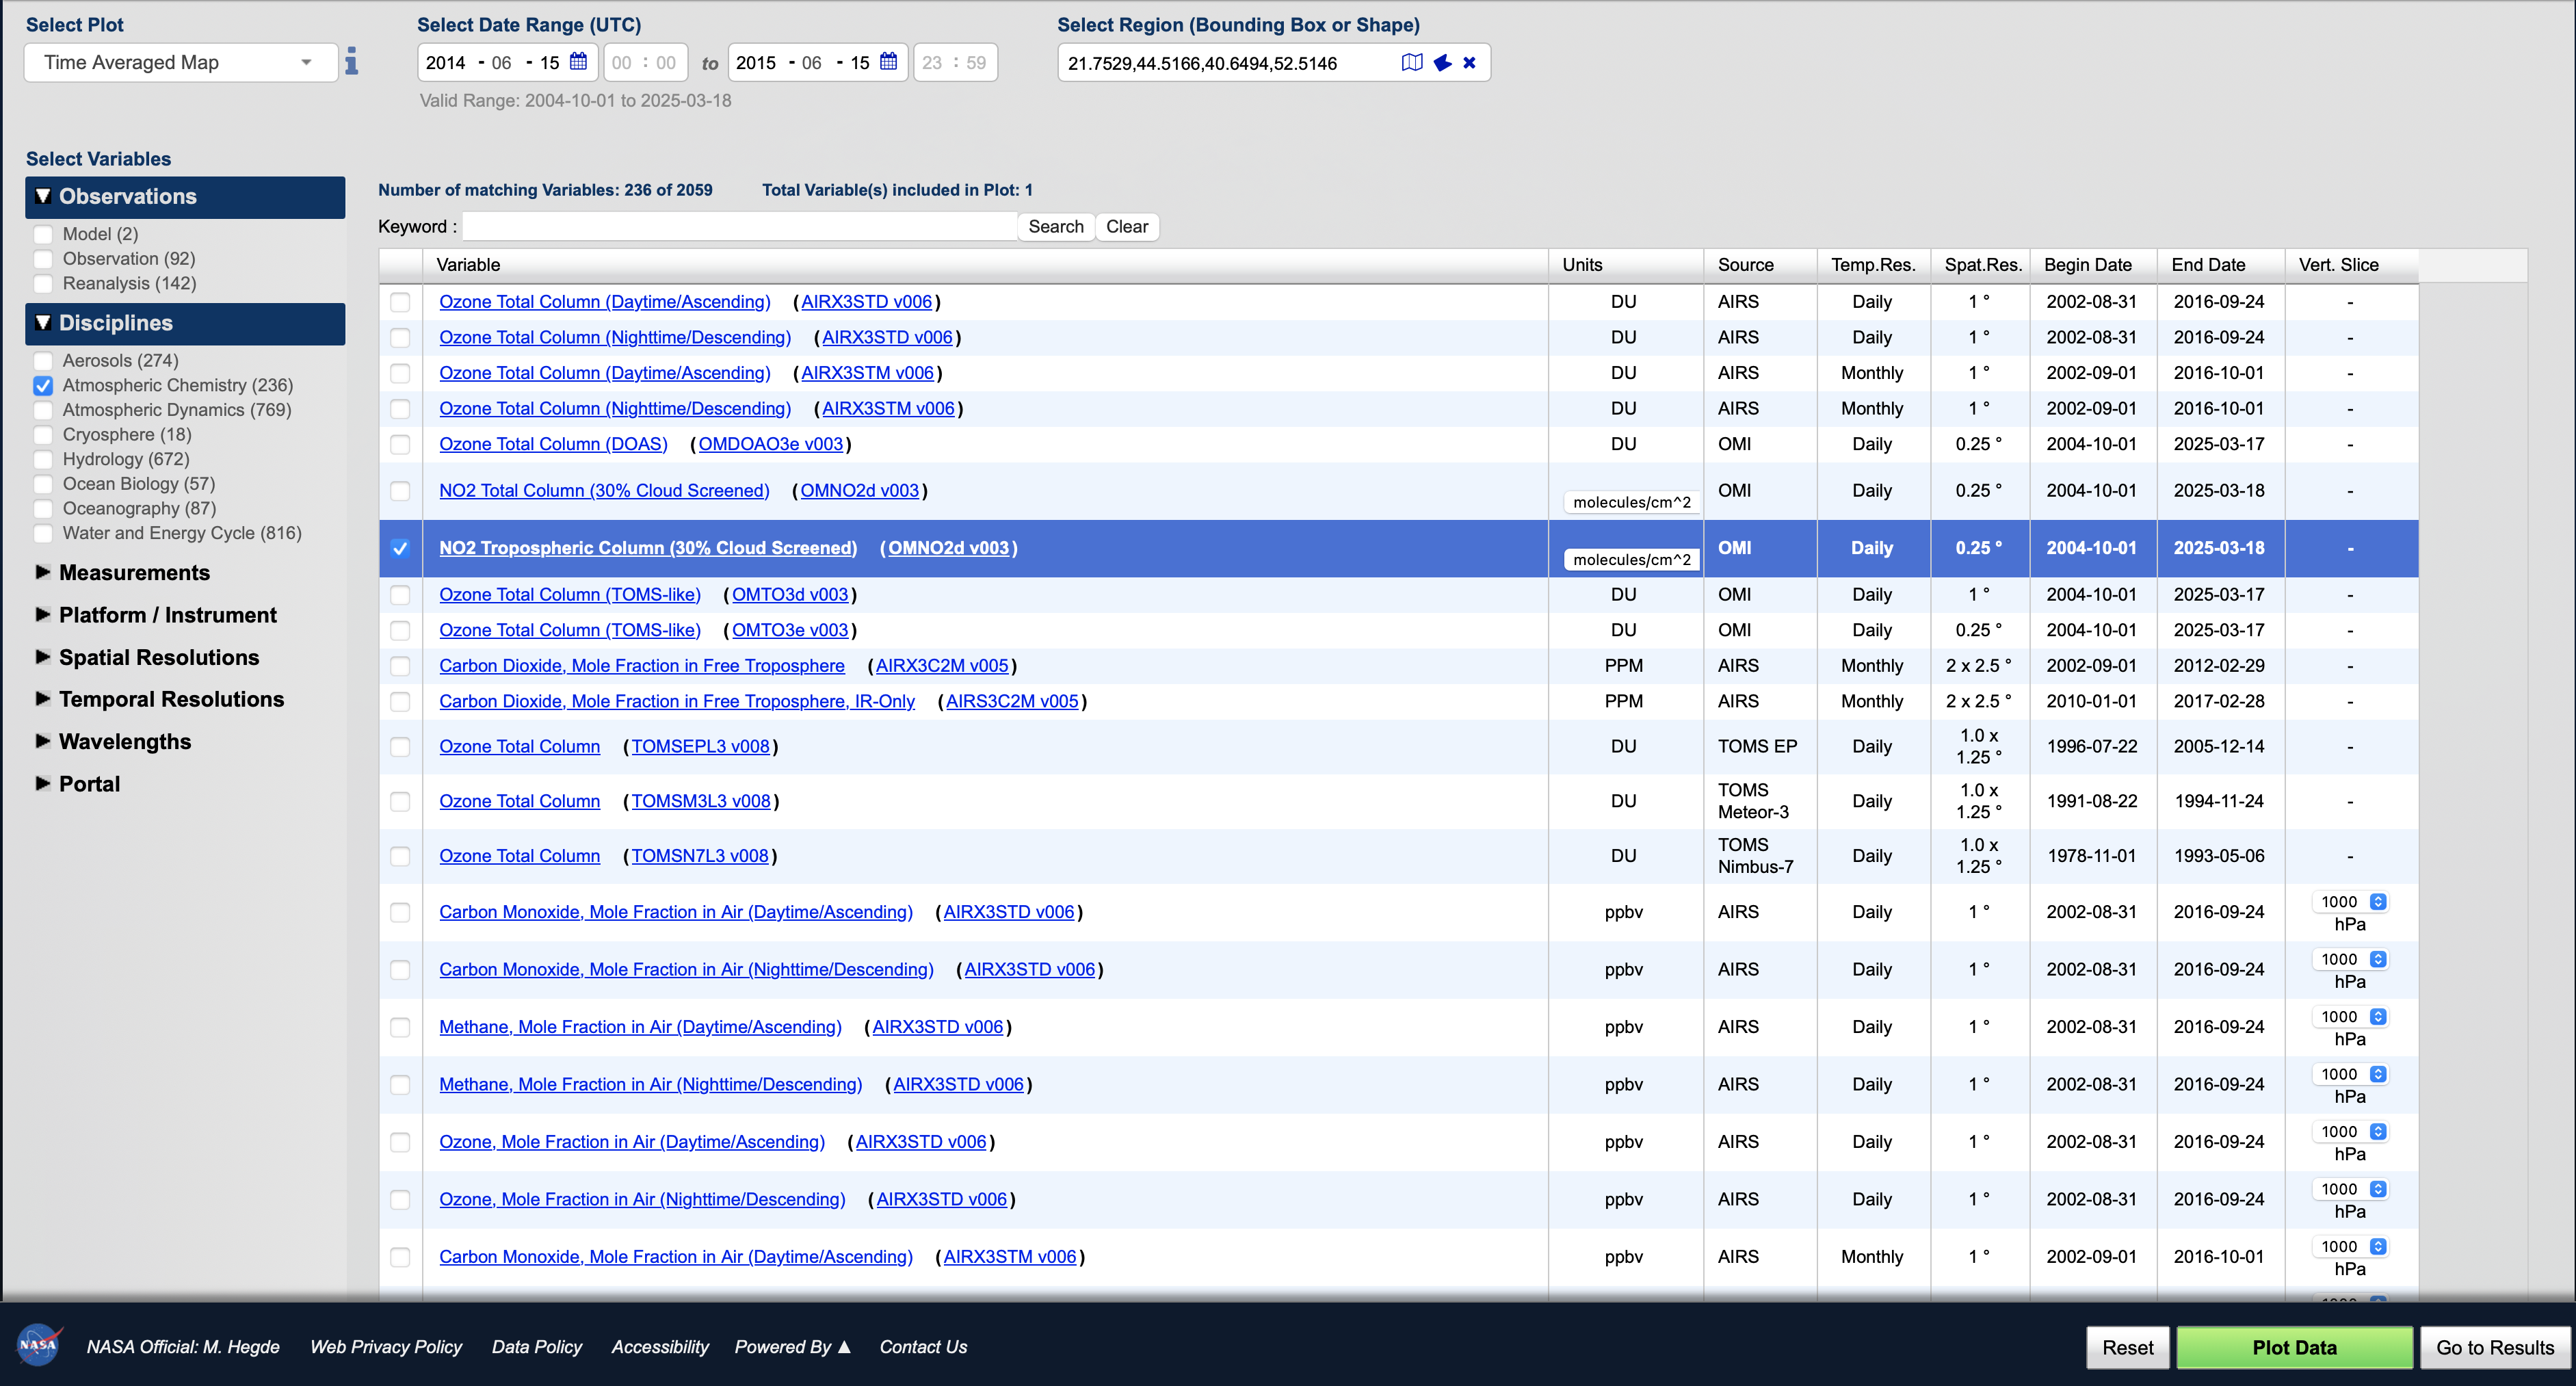 Select Plot
Time Averaged Map
Select Date Range (UTC)
2014 - 06 - 15 00 : 00 to 2015 - 06 - 15 23 : 59
Valid Range: 2004-10-01 to 2025-03-18
Select Region (Bounding Box or Shape)
21.7529,44.5166,40.6494,52.5146
Select Variables
Observations
Model (2)
Observation (92)
Reanalysis (142)
Disciplines
Aerosols (274)
Atmospheric Chemistry (236)
Atmospheric Dynamics (769)
Cryosphere (18)
Hydrology (672)
Ocean Biology (57)
Oceanography (87)
Water and Energy Cycle (816)
Measurements
Platform / Instrument
Spatial Resolutions
Temporal Resolutions
Wavelengths
Portal
Number of matching Variables: 236 of 2059 Total Variable(s) included in Plot: 1
Keyword : Search Clear
Variable Units Source Temp.Res. Spat.Res. Begin Date End Date Vert. Slice
Ozone Total Column (Daytime/Ascending) (AIRX3STD v006) DU AIRS Daily 1 ° 2002-08-31 2016-09-24 -
Ozone Total Column (Nighttime/Descending) (AIRX3STD v006) DU AIRS Daily 1 ° 2002-08-31 2016-09-24 -
Ozone Total Column (Daytime/Ascending) (AIRX3STM v006) DU AIRS Monthly 1 ° 2002-09-01 2016-10-01 -
Ozone Total Column (Nighttime/Descending) (AIRX3STM v006) DU AIRS Monthly 1 ° 2002-09-01 2016-10-01 -
Ozone Total Column (DOAS) (OMDOAO3e v003) DU OMI Daily 0.25 ° 2004-10-01 2025-03-17 -
NO2 Total Column (30% Cloud Screened) (OMNO2d v003) molecules/cm^2 OMI Daily 0.25 ° 2004-10-01 2025-03-18 -
NO2 Tropospheric Column (30% Cloud Screened) (OMNO2d v003) molecules/cm^2 OMI Daily 0.25 ° 2004-10-01 2025-03-18 -
Ozone Total Column (TOMS-like) (OMTO3d v003) DU OMI Daily 1 ° 2004-10-01 2025-03-17 -
Ozone Total Column (TOMS-like) (OMTO3e v003) DU OMI Daily 0.25 ° 2004-10-01 2025-03-17 -
Carbon Dioxide, Mole Fraction in Free Troposphere (AIRX3C2M v005) PPM AIRS Monthly 2 x 2.5 ° 2002-09-01 2012-02-29 -
Carbon Dioxide, Mole Fraction in Free Troposphere, IR-Only (AIRS3C2M v005) PPM AIRS Monthly 2 x 2.5 ° 2010-01-01 2017-02-28 -
Ozone Total Column (TOMSEPL3 v008) DU TOMS EP Daily 1.0 x 1.25 ° 1996-07-22 2005-12-14 -
Ozone Total Column (TOMSM3L3 v008) DU TOMS Meteor-3 Daily 1.0 x 1.25 ° 1991-08-22 1994-11-24 -
Ozone Total Column (TOMSN7L3 v008) DU TOMS Nimbus-7 Daily 1.0 x 1.25 ° 1978-11-01 1993-05-06 -
Carbon Monoxide, Mole Fraction in Air (Daytime/Ascending) (AIRX3STD v006) ppbv AIRS Daily 1 ° 2002-08-31 2016-09-24 1000 hPa
Carbon Monoxide, Mole Fraction in Air (Nighttime/Descending) (AIRX3STD v006) ppbv AIRS Daily 1 ° 2002-08-31 2016-09-24 1000 hPa
Methane, Mole Fraction in Air (Daytime/Ascending) (AIRX3STD v006) ppbv AIRS Daily 1 ° 2002-08-31 2016-09-24 1000 hPa
Methane, Mole Fraction in Air (Nighttime/Descending) (AIRX3STD v006) ppbv AIRS Daily 1 ° 2002-08-31 2016-09-24 1000 hPa
Ozone, Mole Fraction in Air (Daytime/Ascending) (AIRX3STD v006) ppbv AIRS Daily 1 ° 2002-08-31 2016-09-24 1000 hPa
Ozone, Mole Fraction in Air (Nighttime/Descending) (AIRX3STD v006) ppbv AIRS Daily 1 ° 2002-08-31 2016-09-24 1000 hPa
Carbon Monoxide, Mole Fraction in Air (Daytime/Ascending) (AIRX3STM v006) ppbv AIRS Monthly 1 ° 2002-09-01 2016-10-01 1000 hPa
NASA NASA Official: M. Hegde Web Privacy Policy Data Policy Accessibility Powered By ▲ Contact Us
Reset Plot Data Go to Results